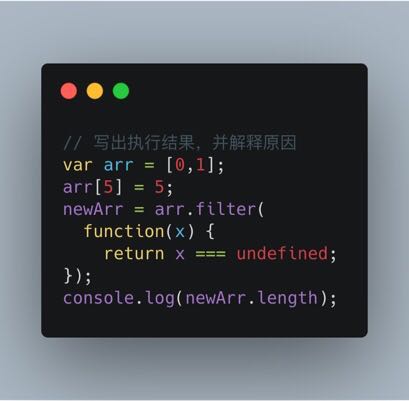 // 写出执行结果，并解释原因
var arr = [0,1];
arr[5] = 5;
newArr = arr.filter(
  function(x) {
    return x === undefined;
});
console.log(newArr.length);